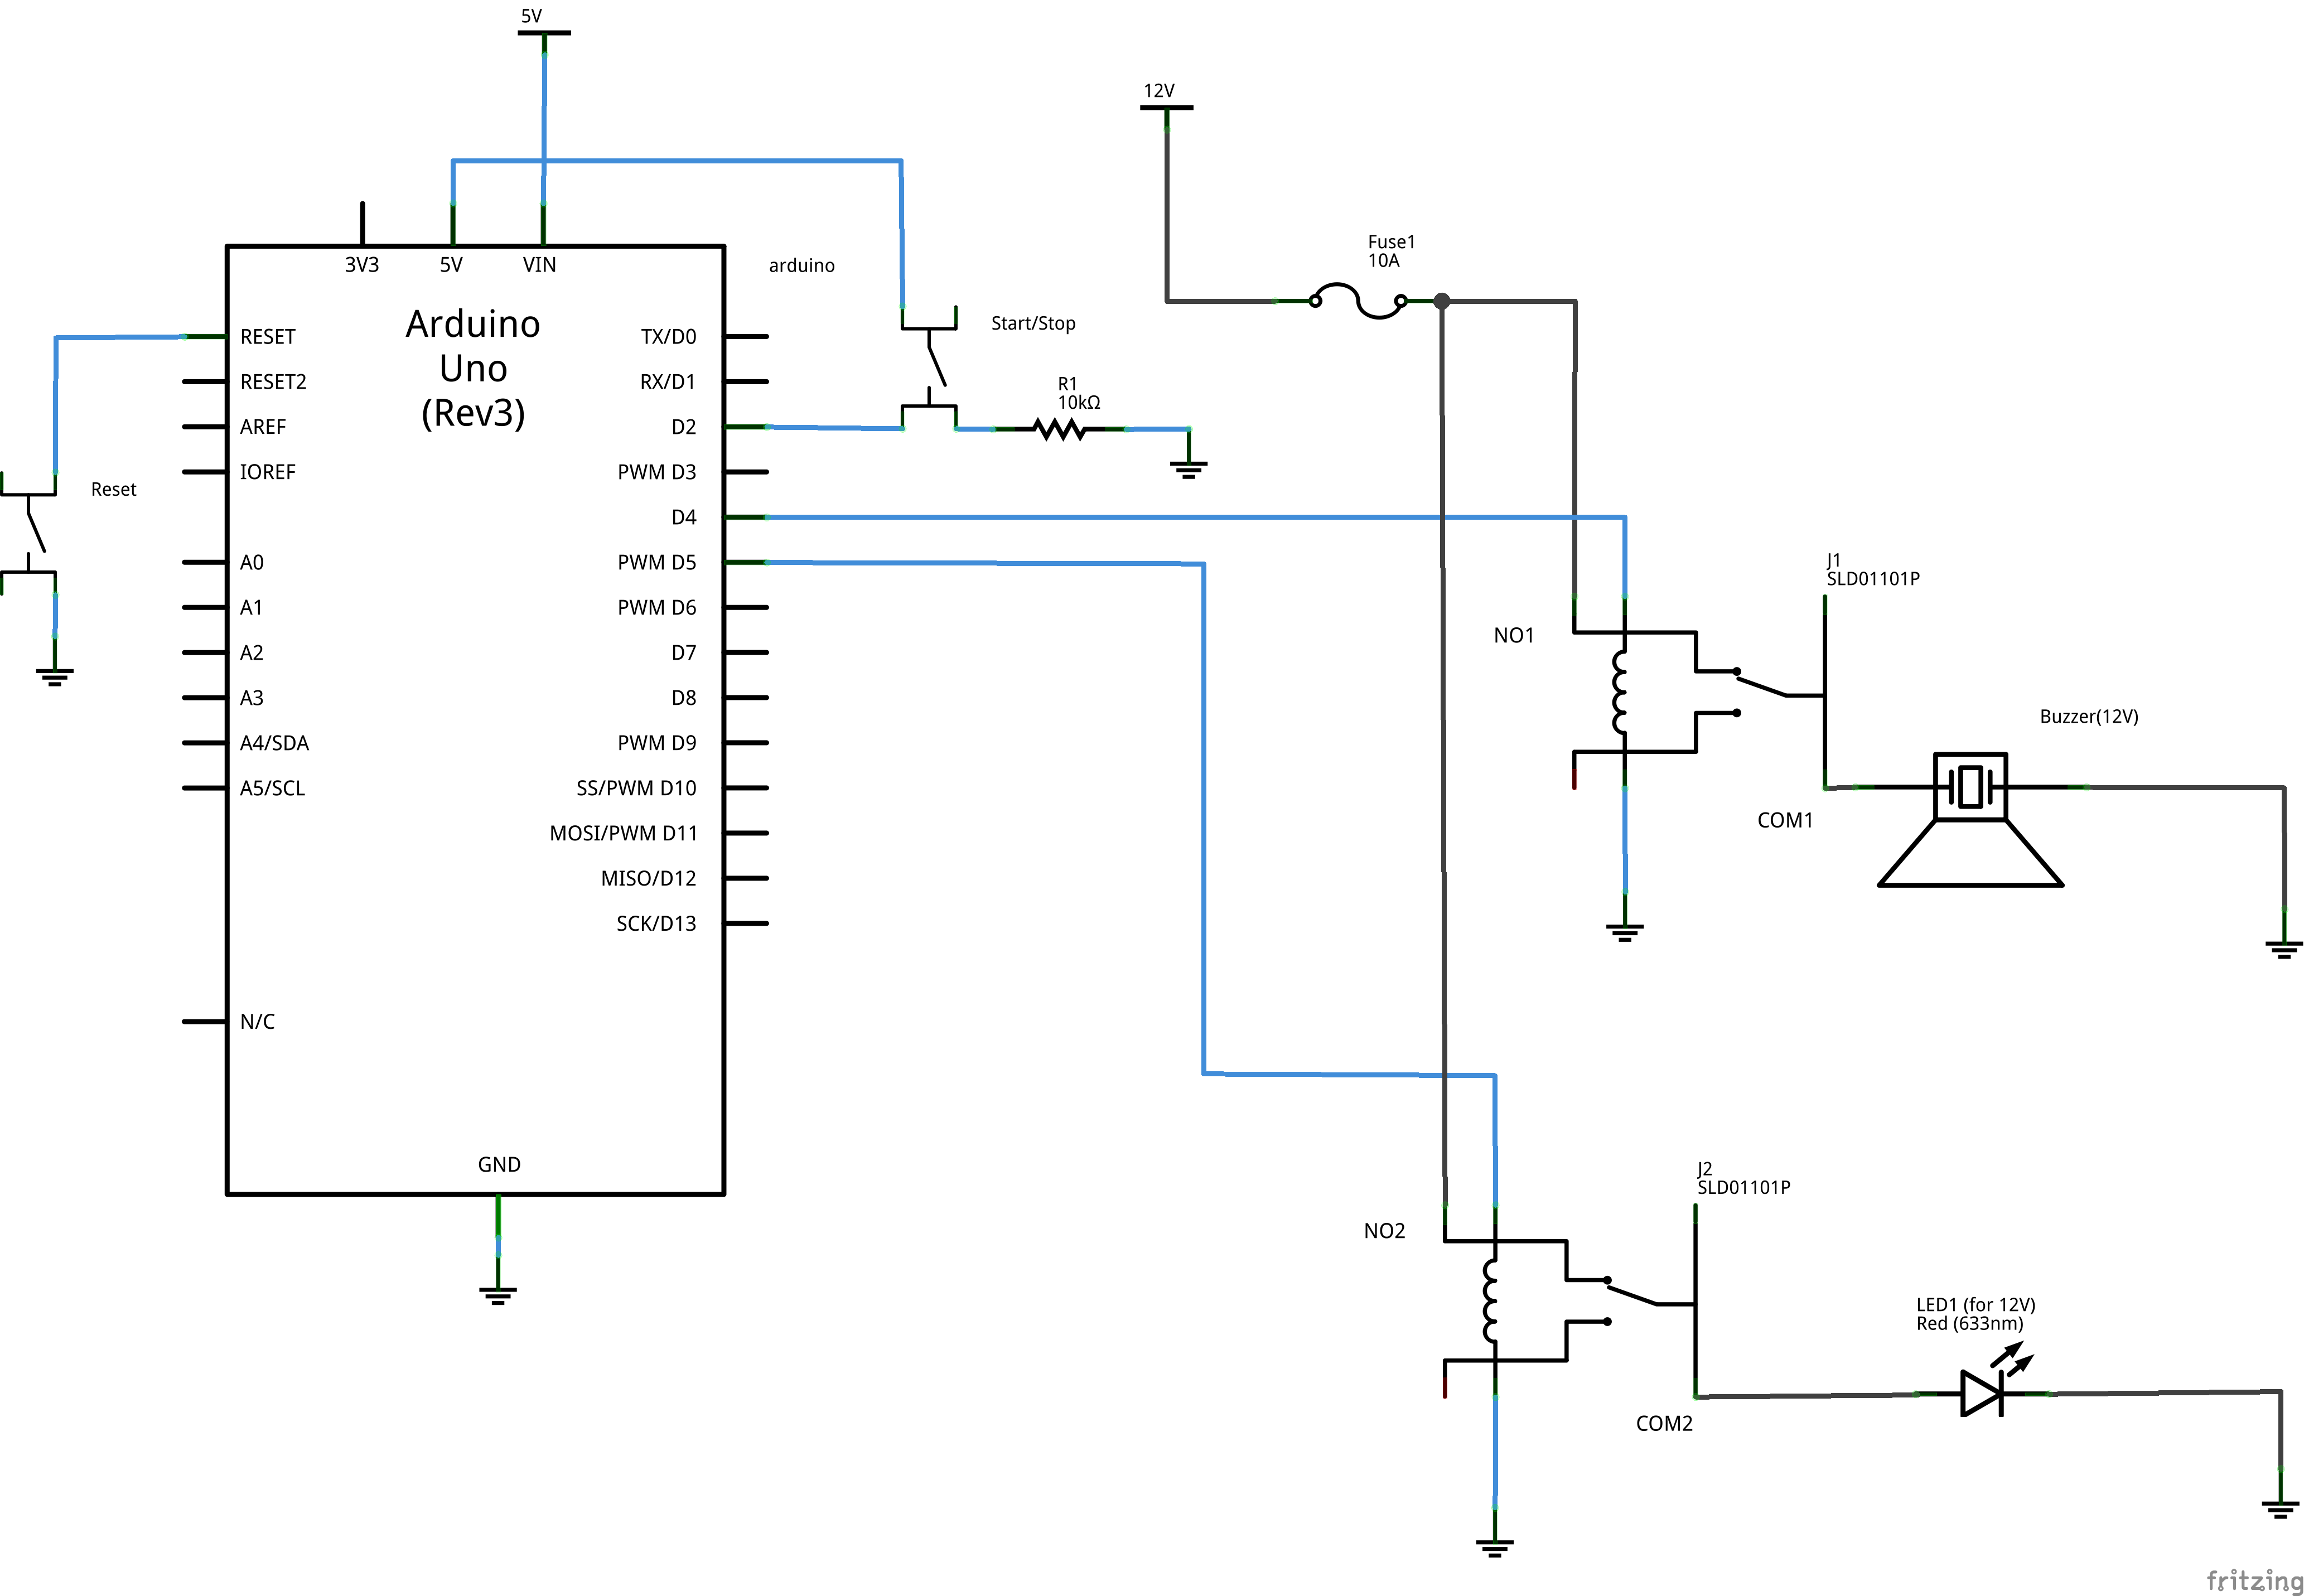 5V
12V
Fuse1
10A
3V3
5V
VIN
arduino
Arduino
Uno
(Rev3)
RESET
RESET2
AREF
IOREF
A0
A1
A2
A3
A4/SDA
A5/SCL
N/C
TX/D0
RX/D1
D2
PWM D3
D4
PWM D5
PWM D6
D7
D8
PWM D9
SS/PWM D10
MOSI/PWM D11
MISO/D12
SCK/D13
GND
Reset
Start/Stop
R1
10kΩ
J1
SLD01101P
NO1
COM1
Buzzer(12V)
J2
SLD01101P
NO2
COM2
LED1 (for 12V)
Red (633nm)
fritzing